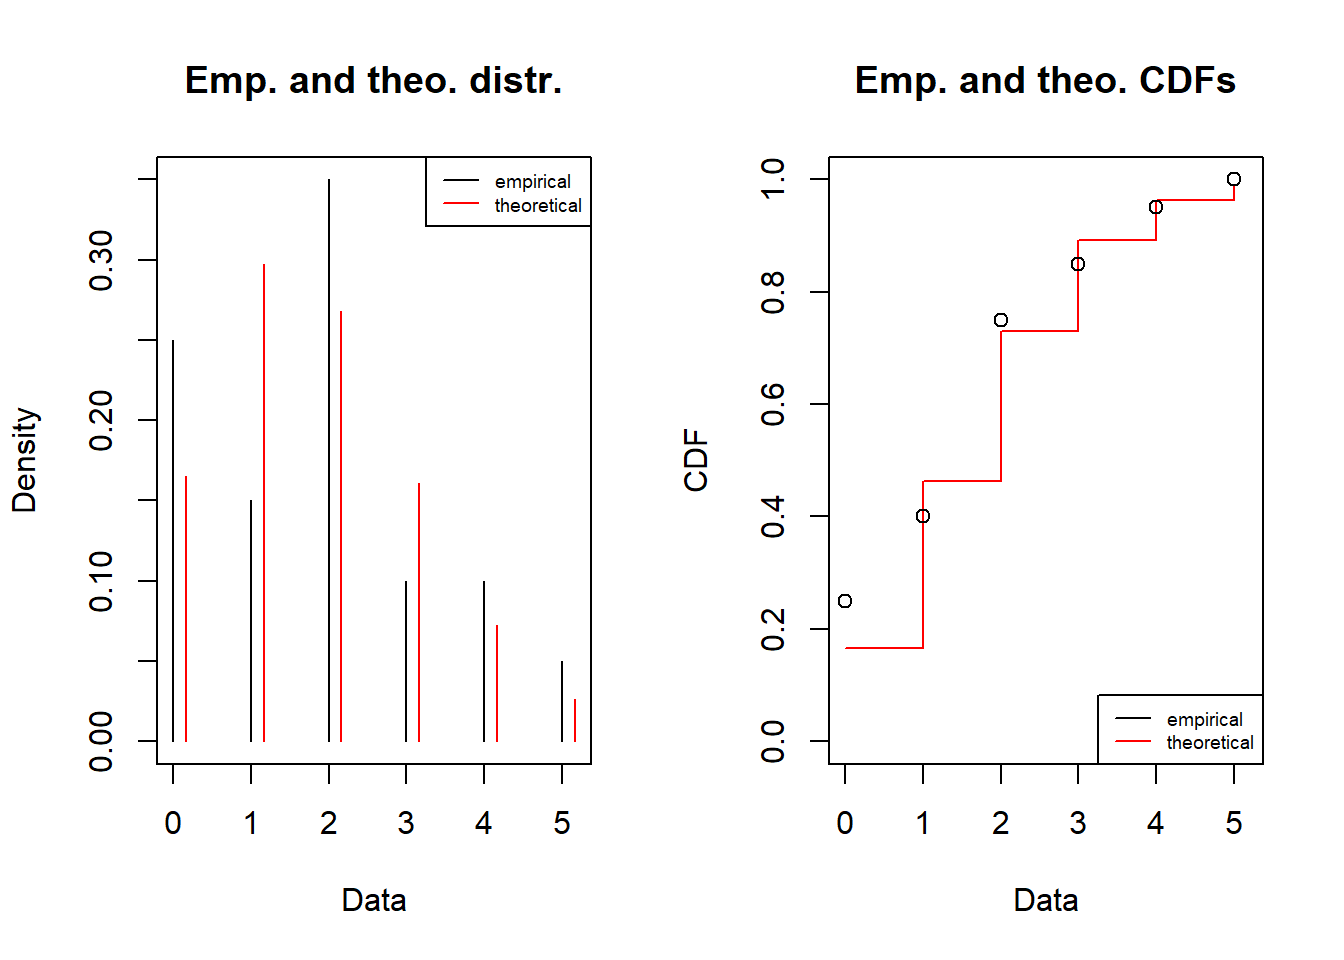 Emp. and theo. distr.
empirical
theoretical
Density
0.00
0.10
0.20
0.30
0 1 2 3 4 5
Data
Emp. and theo. CDFs
CDF
0.0
0.2
0.4
0.6
0.8
1.0
empirical
theoretical
0 1 2 3 4 5
Data